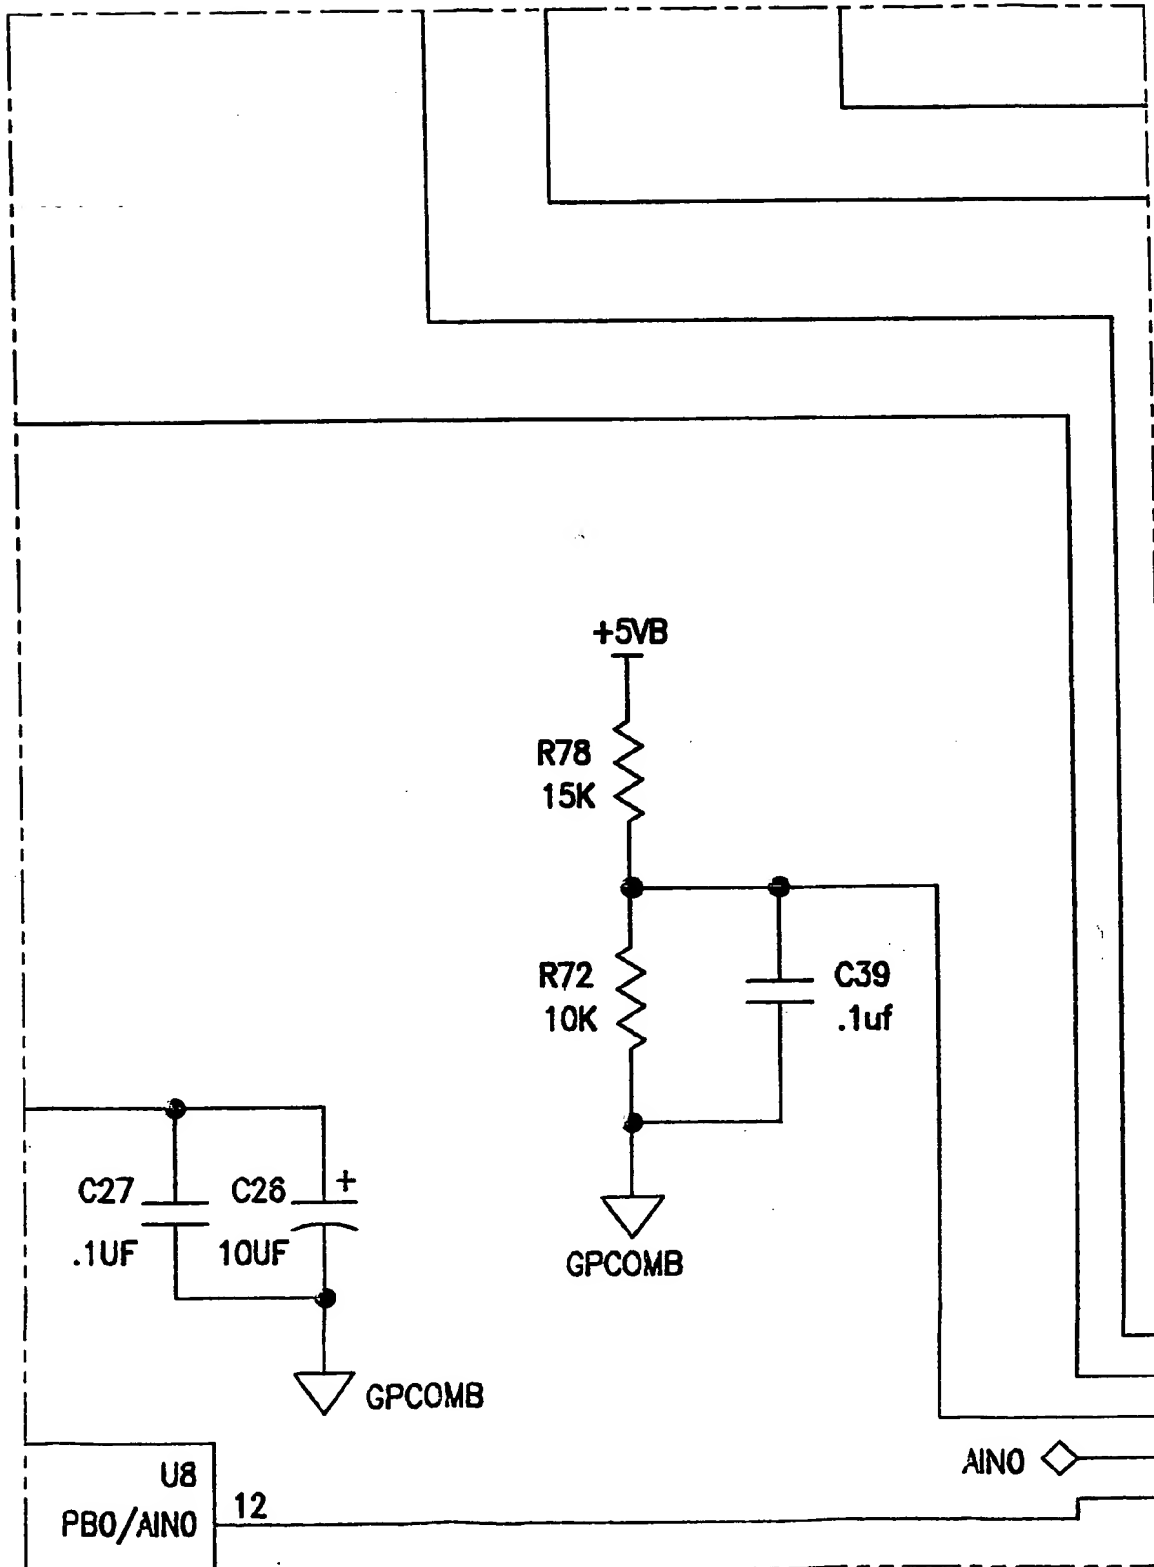 +5VB
R78
15K
R72
10K
C39
.1uf
C27
.1UF
C26
+
10UF
GPCOMB
GPCOMB
AIN0
U8
PB0/AIN0
12